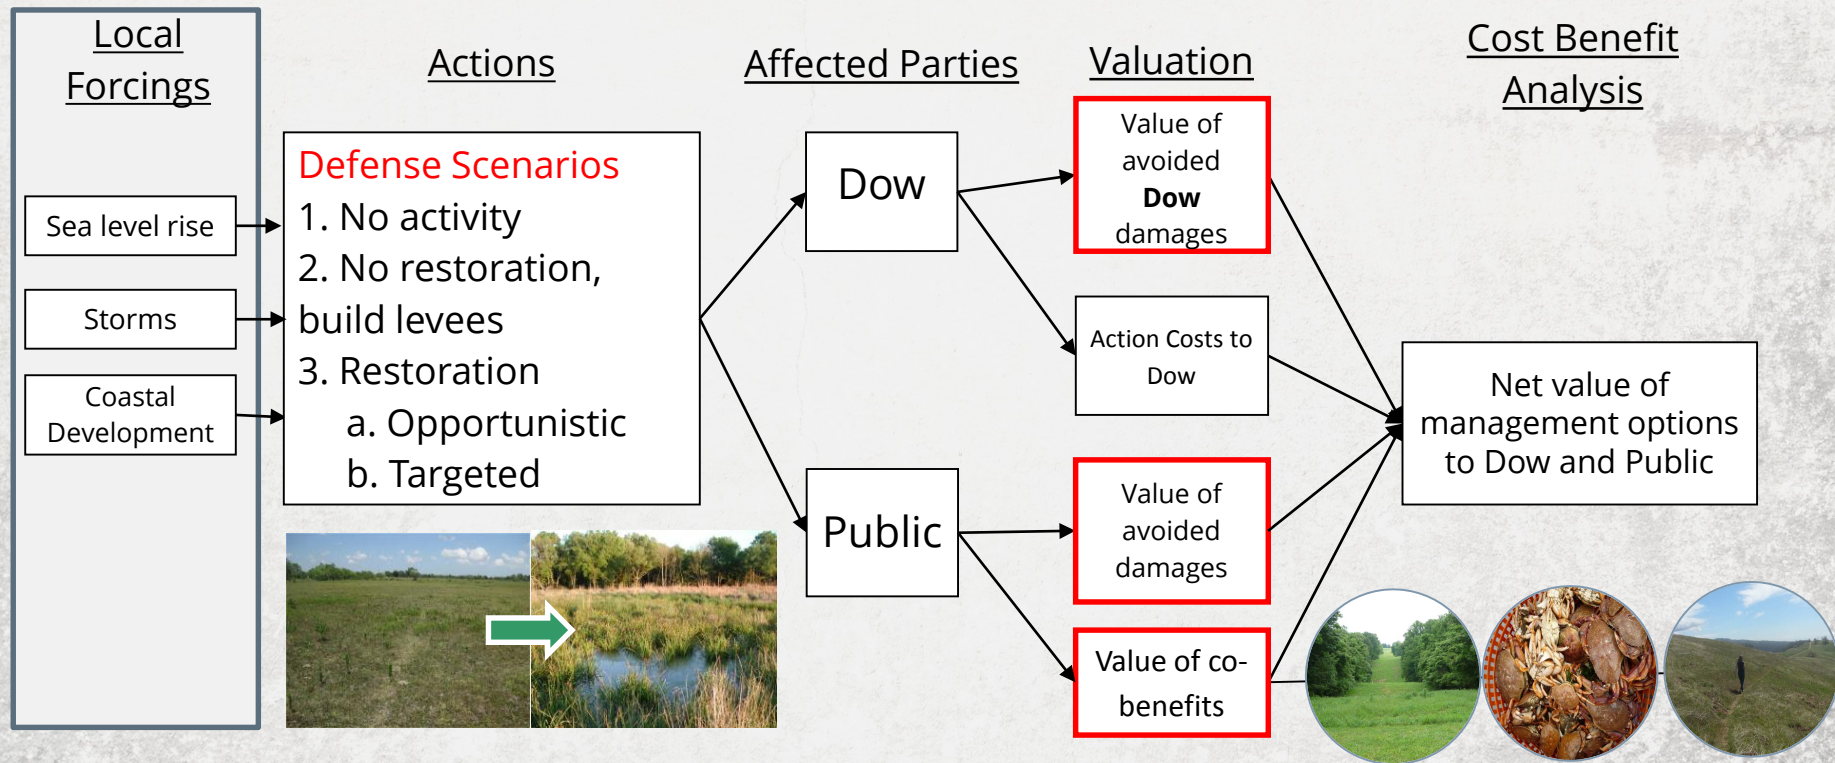 Local
Forcings
Sea level rise
Storms
Coastal
Development
Actions
Defense Scenarios
1. No activity
2. No restoration,
build levees
3. Restoration
a. Opportunistic
b. Targeted
Affected Parties
Dow
Public
Valuation
Value of
avoided
Dow
damages
Action Costs to
Dow
Value of
avoided
damages
Value of co-
benefits
Cost Benefit
Analysis
Net value of
management options
to Dow and Public